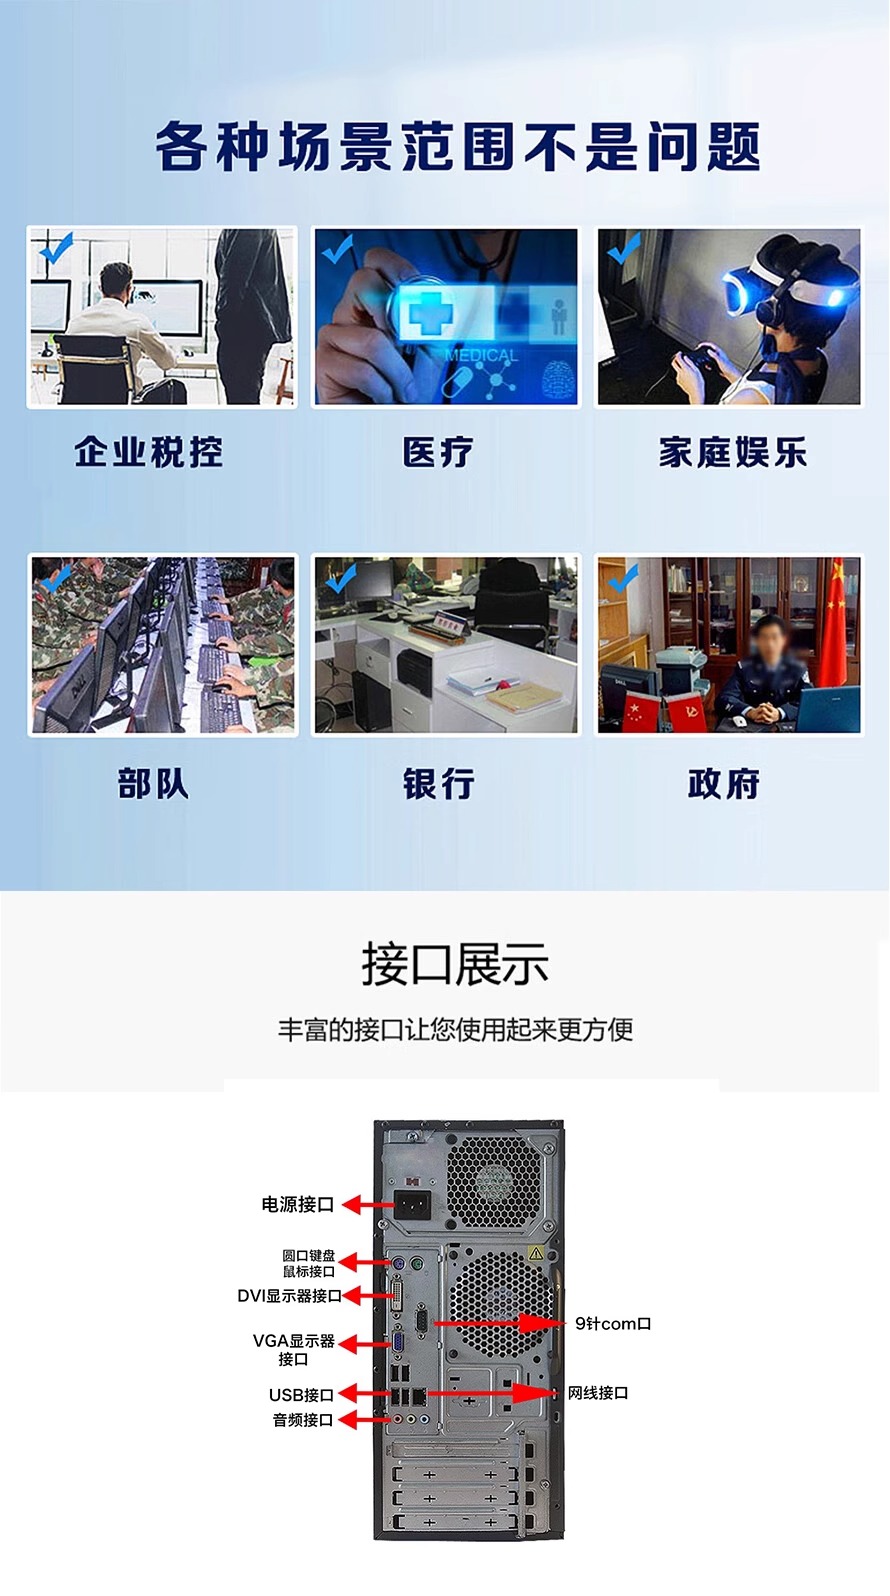 各种场景范围不是问题
MEDICAL
企业税控
医疗
家庭娱乐
DELL
DELL
部队
银行
政府
接口展示
丰富的接口让您使用起来更方便
电源接口
圆口键盘
鼠标接口
DVI显示器接口
9针com口
VGA显示器
接口
USB接口
网线接口
音频接口